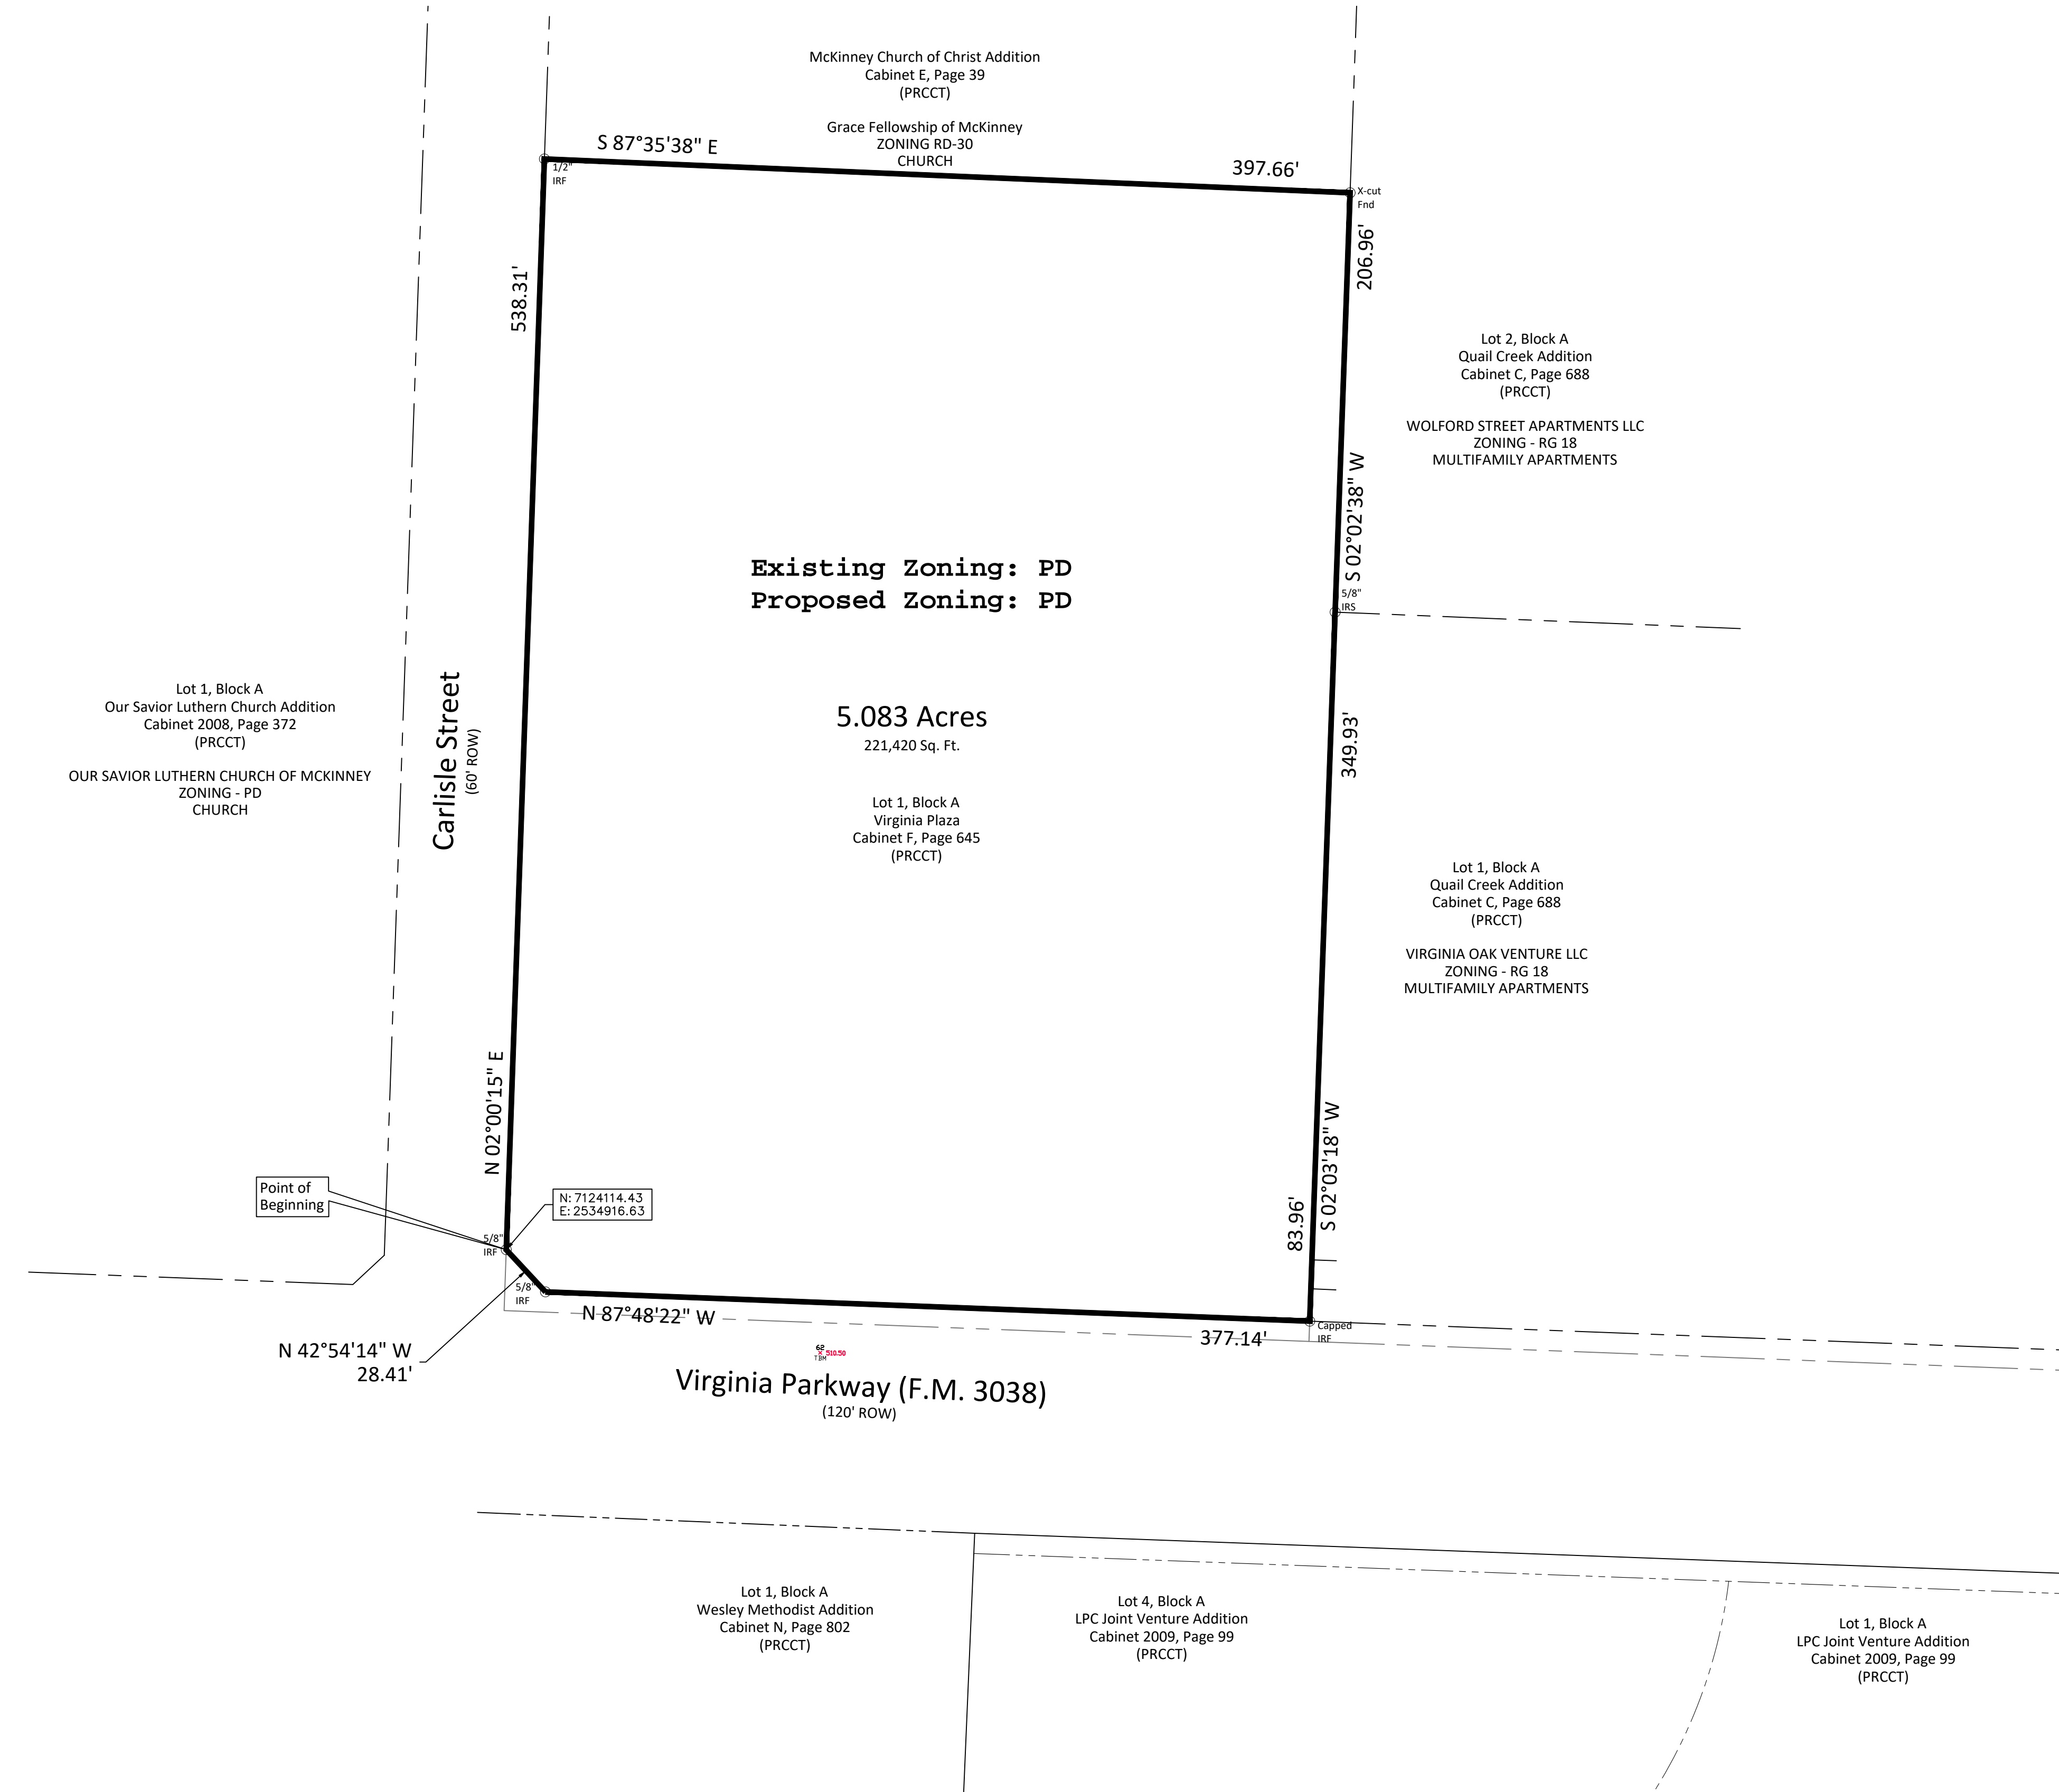 McKinney Church of Christ Addition
Cabinet E, Page 39
(PRCCT)
Grace Fellowship of McKinney
ZONING RD-30
CHURCH
S 87°35'38" E
397.66'
1/2"
IRF
X-cut
Fnd
538.31'
206.96'
Lot 2, Block A
Quail Creek Addition
Cabinet C, Page 688
(PRCCT)
WOLFORD STREET APARTMENTS LLC
ZONING - RG 18
MULTIFAMILY APARTMENTS
S 02°02'38" W
5/8"
IRS
Existing Zoning: PD
Proposed Zoning: PD
5.083 Acres
221,420 Sq. Ft.
Lot 1, Block A
Virginia Plaza
Cabinet F, Page 645
(PRCCT)
Lot 1, Block A
Our Savior Luthern Church Addition
Cabinet 2008, Page 372
(PRCCT)
OUR SAVIOR LUTHERN CHURCH OF MCKINNEY
ZONING - PD
CHURCH
Carlisle Street
(60' ROW)
349.93'
Lot 1, Block A
Quail Creek Addition
Cabinet C, Page 688
(PRCCT)
VIRGINIA OAK VENTURE LLC
ZONING - RG 18
MULTIFAMILY APARTMENTS
N 02°00'15" E
S 02°03'18" W
83.96'
Point of
Beginning
N: 7124114.43
E: 2534916.63
5/8"
IRF
5/8"
IRF
N 87°48'22" W
377.14'
Capped
IRF
N 42°54'14" W
28.41'
62
510.50
TBM
Virginia Parkway (F.M. 3038)
(120' ROW)
Lot 1, Block A
Wesley Methodist Addition
Cabinet N, Page 802
(PRCCT)
Lot 4, Block A
LPC Joint Venture Addition
Cabinet 2009, Page 99
(PRCCT)
Lot 1, Block A
LPC Joint Venture Addition
Cabinet 2009, Page 99
(PRCCT)